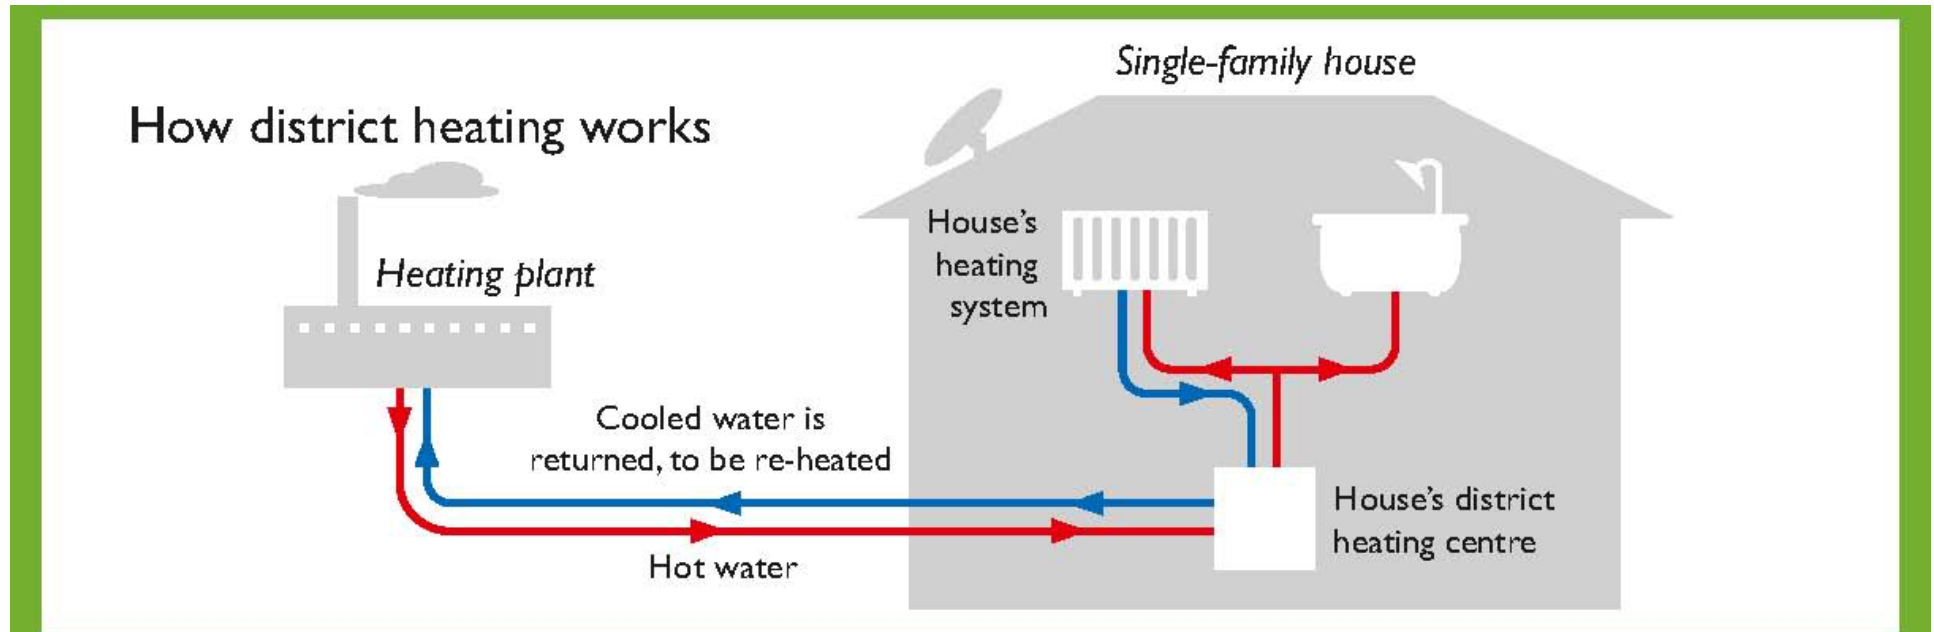 How district heating works
Single-family house
Heating plant
House's
heating
system
Cooled water is
returned, to be re-heated
Hot water
House's district
heating centre